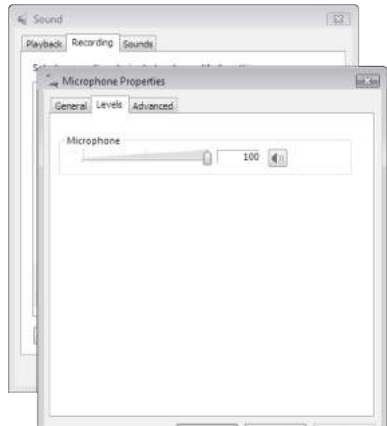 Sound
Playback Recording Sounds
Microphone Properties
General Levels Advanced
Microphone
100